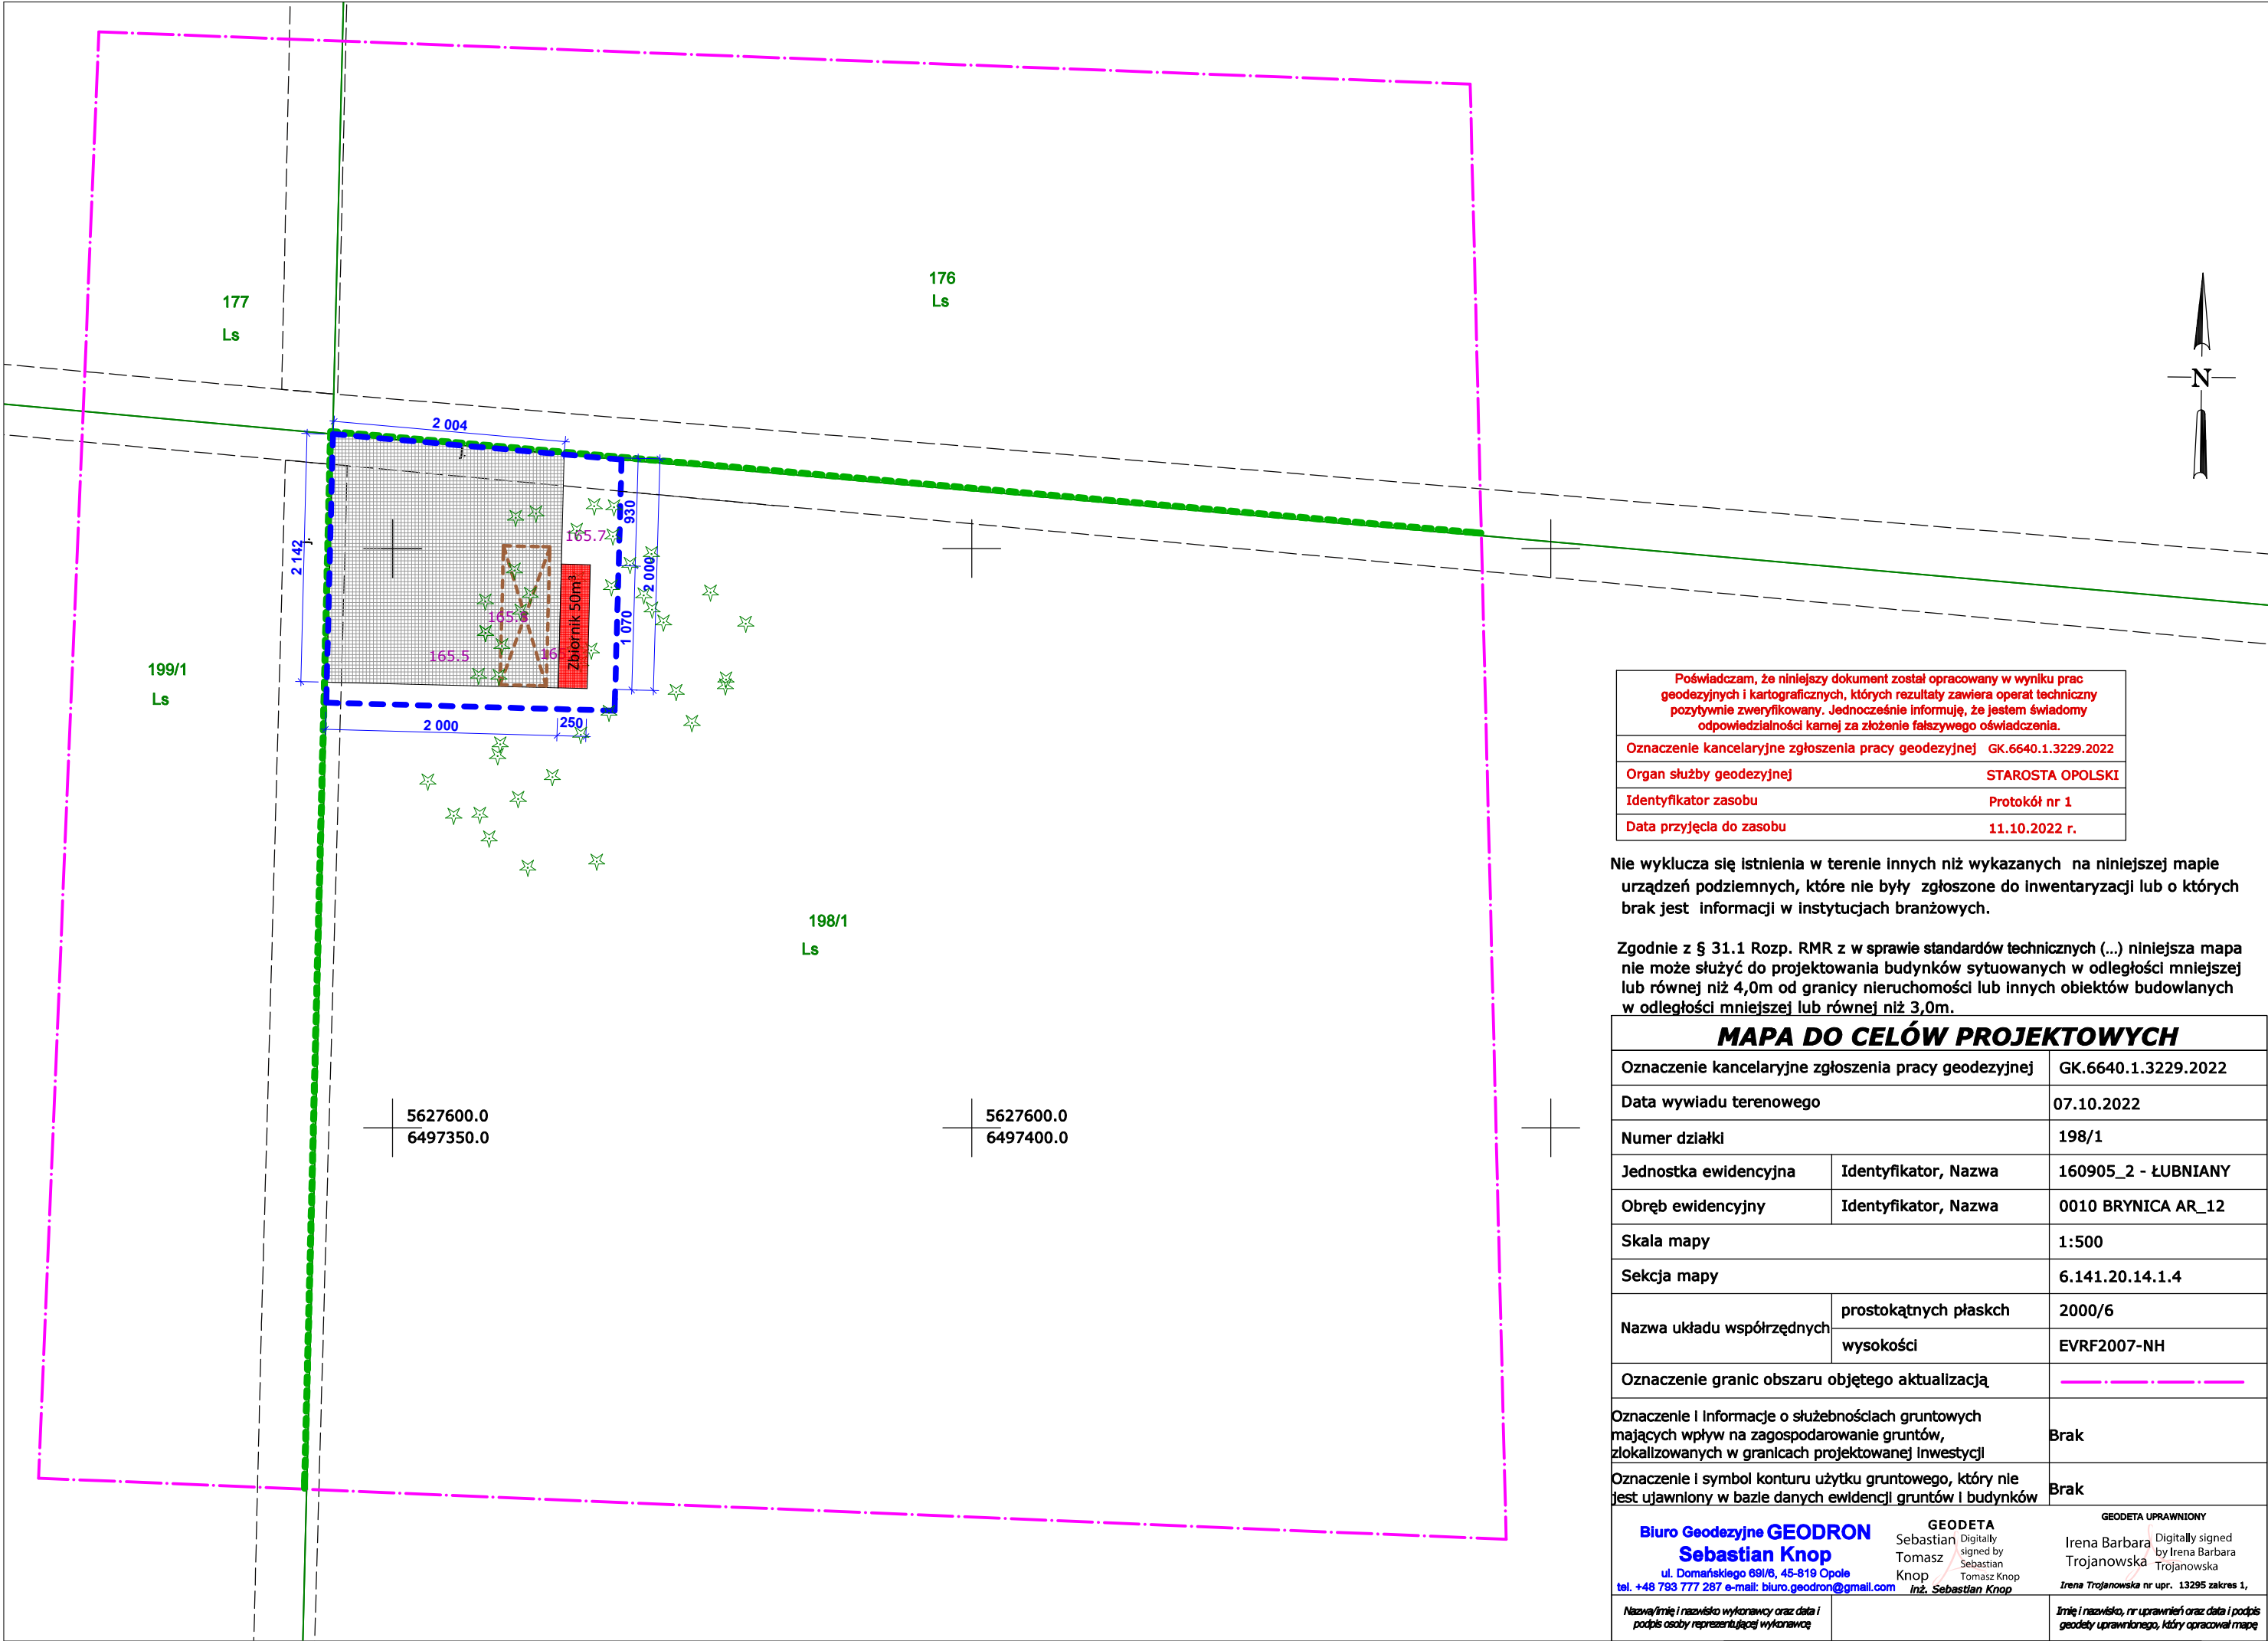 177
Ls
176
Ls
N
2 004
j.
930
165.7
2 142
j.
2 000
Zbiornik 50m³
165.8
1 070
165.5
199/1
Ls
2 000
250
198/1
Ls
5627600.0
6497350.0
5627600.0
6497400.0
Poświadczam, że niniejszy dokument został opracowany w wyniku prac
geodezyjnych i kartograficznych, których rezultaty zawiera operat techniczny
pozytywnie zweryfikowany. Jednocześnie informuję, że jestem świadomy
odpowiedzialności karnej za złożenie fałszywego oświadczenia.
Oznaczenie kancelaryjne zgłoszenia pracy geodezyjnej GK.6640.1.3229.2022
Organ służby geodezyjnej STAROSTA OPOLSKI
Identyfikator zasobu Protokół nr 1
Data przyjęcia do zasobu 11.10.2022 r.
Nie wyklucza się istnienia w terenie innych niż wykazanych na niniejszej mapie
urządzeń podziemnych, które nie były zgłoszone do inwentaryzacji lub o których
brak jest informacji w instytucjach branżowych.
Zgodnie z § 31.1 Rozp. RMR z w sprawie standardów technicznych (...) niniejsza mapa
nie może służyć do projektowania budynków sytuowanych w odległości mniejszej
lub równej niż 4,0m od granicy nieruchomości lub innych obiektów budowlanych
w odległości mniejszej lub równej niż 3,0m.
MAPA DO CELÓW PROJEKTOWYCH
Oznaczenie kancelaryjne zgłoszenia pracy geodezyjnej GK.6640.1.3229.2022
Data wywiadu terenowego 07.10.2022
Numer działki 198/1
Jednostka ewidencyjna Identyfikator, Nazwa 160905_2 - ŁUBNIANY
Obręb ewidencyjny Identyfikator, Nazwa 0010 BRYNICA AR_12
Skala mapy 1:500
Sekcja mapy 6.141.20.14.1.4
Nazwa układu współrzędnych
prostokątnych płaskch 2000/6
wysokości EVRF2007-NH
Oznaczenie granic obszaru objętego aktualizacją
Oznaczenie i informacje o służebnościach gruntowych
mających wpływ na zagospodarowanie gruntów,
zlokalizowanych w granicach projektowanej inwestycji
Brak
Oznaczenie i symbol konturu użytku gruntowego, który nie
jest ujawniony w bazie danych ewidencji gruntów i budynków
Brak
Biuro Geodezyjne GEODRON
Sebastian Knop
ul. Domańskiego 69I/6, 45-819 Opole
tel. +48 793 777 287 e-mail: biuro.geodron@gmail.com
GEODETA
Sebastian
Tomasz
Knop
Digitally
signed by
Sebastian
Tomasz Knop
inż. Sebastian Knop
GEODETA UPRAWNIONY
Irena Barbara
Trojanowska
Digitally signed
by Irena Barbara
Trojanowska
Irena Trojanowska nr upr. 13295 zakres 1,
Nazwa/imię i nazwisko wykonawcy oraz data i
podpis osoby reprezentującej wykonawcę
Imię i nazwisko, nr uprawnień oraz data i podpis
geodety uprawnionego, który opracował mapę